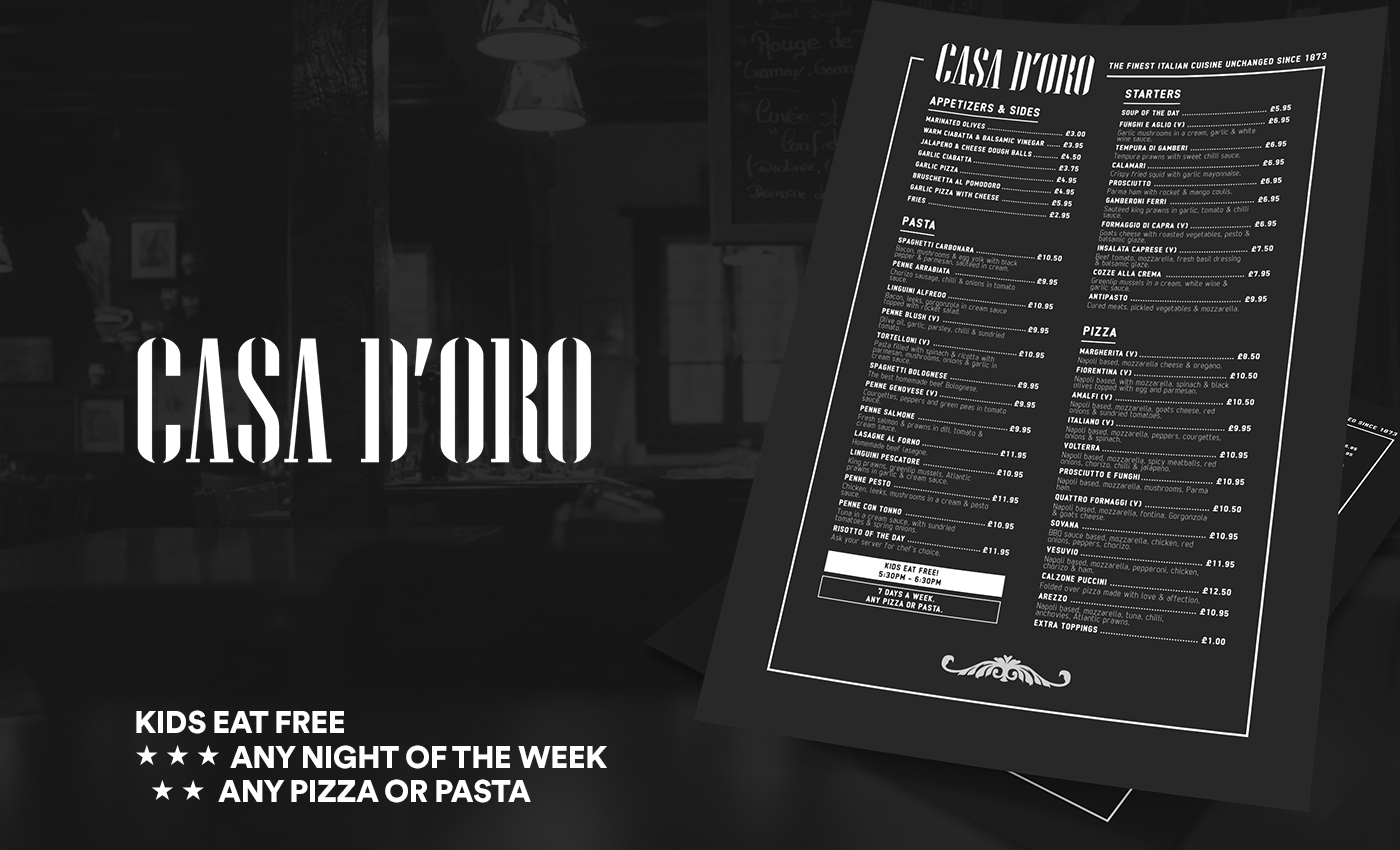 CASA D'ORO
KIDS EAT FREE
★ ★ ★ ANY NIGHT OF THE WEEK
★ ★ ANY PIZZA OR PASTA
CASA D'ORO
THE FINEST ITALIAN CUISINE UNCHANGED SINCE 1873
APPETIZERS & SIDES
MARINATED OLIVES £3.00
WARM CIABATTA & BALSAMIC VINEGAR £3.95
JALAPENO & CHEESE DOUGH BALLS £4.50
GARLIC CIABATTA £3.75
GARLIC PIZZA £4.95
BRUSCHETTA AL POMODORO £4.95
GARLIC PIZZA WITH CHEESE £5.95
FRIES £2.95
PASTA
SPAGHETTI CARBONARA £10.50
Bacon, mushrooms & egg yolk with black
pepper & parmesan, sautéed in cream.
PENNE ARRABIATA £9.95
Chorizo sausage, chilli & onions in tomato
sauce.
LINGUINI ALFREDO £10.95
Bacon, leeks, gorgonzola in cream sauce
topped with rocket salad.
PENNE BLUSH (V) £9.95
Olive oil, garlic, parsley, chilli & sundried
tomato.
TORTELLONI (V) £10.95
Pasta filled with spinach & ricotta with
parmesan, mushrooms, onions & garlic in
cream sauce.
SPAGHETTI BOLOGNESE £9.95
The best homemade beef Bolognese.
PENNE GENOVESE (V) £9.95
Courgettes, peppers and green peas in tomato
sauce.
PENNE SALMONE £9.95
Fresh salmon & prawns in dill, tomato &
cream sauce.
LASAGNE AL FORNO £11.95
Homemade beef lasagne.
LINGUINI PESCATORE £10.95
King prawns, greenlip mussels, Atlantic
prawns in garlic & cream sauce.
PENNE PESTO £11.95
Chicken, leeks, mushrooms in a cream & pesto
sauce.
PENNE CON TONNO £10.95
Tuna in a cream sauce, with sundried
tomatoes & spring onions.
RISOTTO OF THE DAY £11.95
Ask your server for chef's choice.
KIDS EAT FREE!
5:30PM - 6:30PM
7 DAYS A WEEK.
ANY PIZZA OR PASTA.
STARTERS
SOUP OF THE DAY £5.95
FUNGHI E AGLIO (V) £6.95
Garlic mushrooms in a cream, garlic & white
wine sauce.
TEMPURA DI GAMBERI £6.95
Tempura prawns with sweet chilli sauce.
CALAMARI £6.95
Crispy fried squid with garlic mayonnaise.
PROSCIUTTO £6.95
Parma ham with rocket & mango coulis.
GAMBERONI FERRI £6.95
Sautéed king prawns in garlic, tomato & chilli
sauce.
FORMAGGIO DI CAPRA (V) £6.95
Goats cheese with roasted vegetables, pesto &
balsamic glaze.
INSALATA CAPRESE (V) £7.50
Beef tomato, mozzarella, fresh basil dressing
& balsamic glaze.
COZZE ALLA CREMA £7.95
Greenlip mussels in a cream, white wine &
garlic sauce.
ANTIPASTO £9.95
Cured meats, pickled vegetables & mozzarella.
PIZZA
MARGHERITA (V) £8.50
Napoli based, mozzarella cheese & oregano.
FIORENTINA (V) £10.50
Napoli based, with mozzarella, spinach & black
olives topped with egg and parmesan.
AMALFI (V) £10.50
Napoli based, mozzarella, goats cheese, red
onions & sundried tomatoes.
ITALIANO (V) £9.95
Napoli based, mozzarella, peppers, courgettes,
onions & spinach.
VOLTERRA £10.95
Napoli based, mozzarella, spicy meatballs, red
onions, chorizo, chilli & jalapeno.
PROSCIUTTO E FUNGHI £10.95
Napoli based, mozzarella, mushrooms, Parma
ham.
QUATTRO FORMAGGI (V) £10.50
Napoli based, mozzarella, fontina, Gorgonzola
& goats cheese.
SOVANA £10.95
BBQ sauce based, mozzarella, chicken, red
onions, peppers, chorizo.
VESUVIO £11.95
Napoli based, mozzarella, pepperoni, chicken,
chorizo & ham.
CALZONE PUCCINI £12.50
Folded over pizza made with love & affection.
AREZZO £10.95
Napoli based, mozzarella, tuna, chilli,
anchovies, Atlantic prawns.
EXTRA TOPPINGS £1.00
ED SINCE 1873
Rouge de